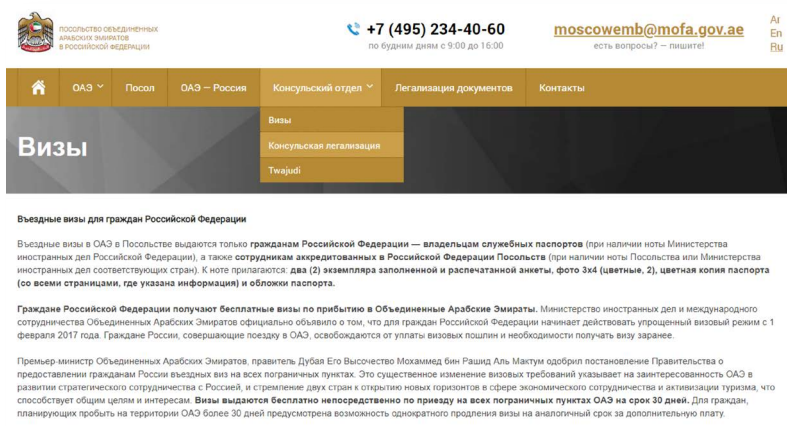 ПОСОЛЬСТВО ОБЪЕДИНЕННЫХ
АРАБСКИХ ЭМИРАТОВ
В РОССИЙСКОЙ ФЕДЕРАЦИИ
+7 (495) 234-40-60
по будним дням с 9:00 до 16:00
moscowemb@mofa.gov.ae
есть вопросы? — пишите!
Ar
En
Ru
ОАЭ Посол ОАЭ — Россия Консульский отдел Легализация документов Контакты
Визы
Консульская легализация
Twajudi
Визы
Въездные визы для граждан Российской Федерации
Въездные визы в ОАЭ в Посольстве выдаются только гражданам Российской Федерации — владельцам служебных паспортов (при наличии ноты Министерства
иностранных дел Российской Федерации), а также сотрудникам аккредитованных в Российской Федерации Посольств (при наличии ноты Посольства или Министерства
иностранных дел соответствующих стран). К ноте прилагаются: два (2) экземпляра заполненной и распечатанной анкеты, фото 3х4 (цветные, 2), цветная копия паспорта
(со всеми страницами, где указана информация) и обложки паспорта.
Граждане Российской Федерации получают бесплатные визы по прибытию в Объединенные Арабские Эмираты. Министерство иностранных дел и международного
сотрудничества Объединенных Арабских Эмиратов официально объявило о том, что для граждан Российской Федерации начинает действовать упрощенный визовый режим с 1
февраля 2017 года. Граждане России, совершающие поездку в ОАЭ, освобождаются от уплаты визовых пошлин и необходимости получать визу заранее.
Премьер-министр Объединенных Арабских Эмиратов, правитель Дубая Его Высочество Мохаммед бин Рашид Аль Мактум одобрил постановление Правительства о
предоставлении гражданам России въездных виз на всех пограничных пунктах. Это существенное изменение визовых требований указывает на заинтересованность ОАЭ в
развитии стратегического сотрудничества с Россией, и стремление двух стран к открытию новых горизонтов в сфере экономического сотрудничества и активизации туризма, что
способствует общим целям и интересам. Визы выдаются бесплатно непосредственно по приезду на всех пограничных пунктах ОАЭ на срок 30 дней. Для граждан,
планирующих пробыть на территории ОАЭ более 30 дней предусмотрена возможность однократного продления визы на аналогичный срок за дополнительную плату.